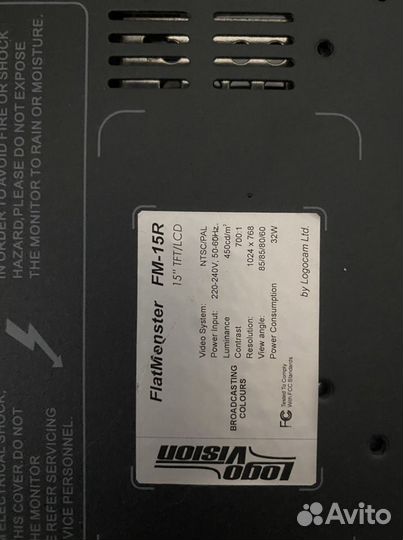 IN ORDER TO AVOID FIRE OR SHOCK
HAZARD, PLEASE DO NOT EXPOSE
THE MONITOR TO RAIN OR MOISTURE.
ELECTRICAL SHOCK,
THIS COVER, DO NOT
THE MONITOR
E REFER SERVICING
VICE PERSONNEL.
FlatMonster FM-15R
15" TFT/LCD
Video System: NTSC/PAL
Power Input: 220-240V, 50-60Hz.
Luminance 450cd/m²
Contrast 700:1
Resolution: 1024 x 768
View angle: 85/85/80/60
Power Consumption 32W
BROADCASTING
COLOURS
FC Tested To Comply
With FCC Standards
by Logocam Ltd.
Logo
Vision
Avito